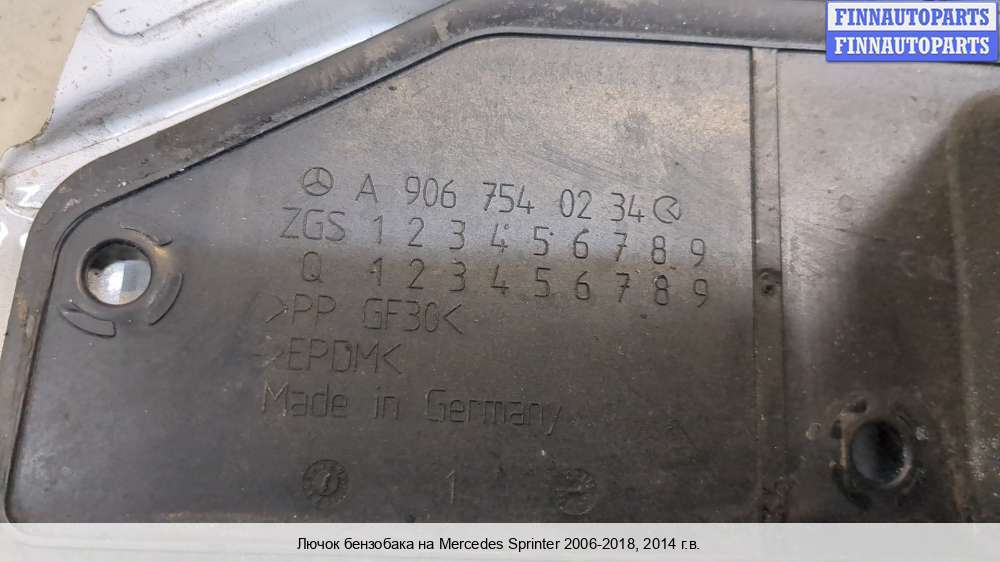 FINNAUTOPARTS
FINNAUTOPARTS
A 906 754 02 34
ZGS 1 2 3 4 5 6 7 8 9
Q 1 2 3 4 5 6 7 8 9
>PP GF30<
>EPDM<
Made in Germany
1
Лючок бензобака на Mercedes Sprinter 2006-2018, 2014 г.в.